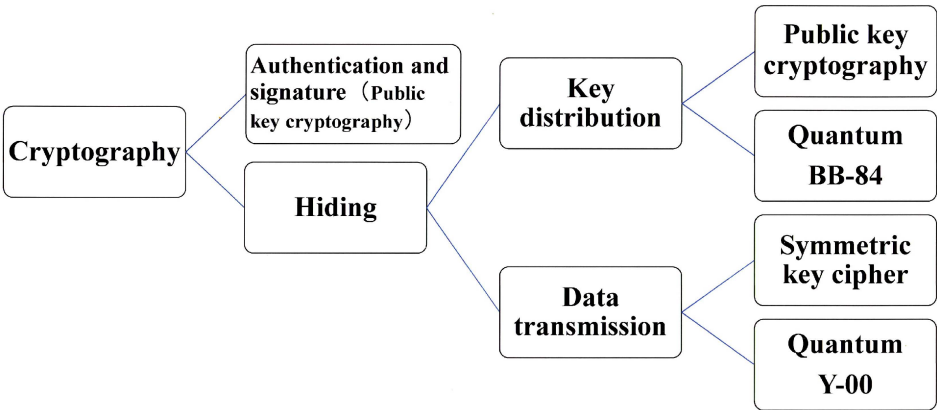 Cryptography
Authentication and
signature（Public
key cryptography）
Hiding
Key
distribution
Data
transmission
Public key
cryptography
Quantum
BB-84
Symmetric
key cipher
Quantum
Y-00